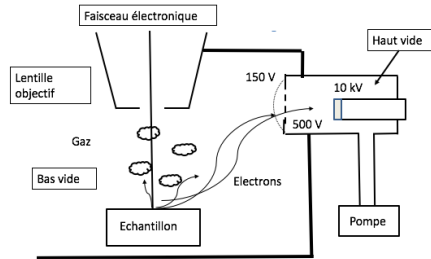 Faisceau électronique
Haut vide
Lentille
objectif
150 V
10 kV
500 V
Gaz
Bas vide
Electrons
Echantillon
Pompe